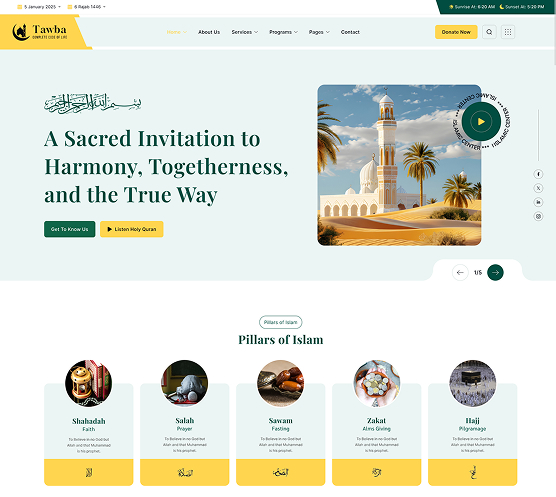 5 January 2025
6 Rajab 1446
Sunrise At: 6:20 AM
Sunset At: 5:20 PM
Tawba
COMPLETE CODE OF LIFE
Home
About Us
Services
Programs
Pages
Contact
Donate Now
بسم الله الرحمن الرحيم
A Sacred Invitation to
Harmony, Togetherness,
and the True Way
Get To Know Us
Listen Holy Quran
ISLAMIC CENTER *** ISLAMIC CENTER *** ISLAMIC CENTER ***
1/5
Pillars of Islam
Pillars of Islam
Shahadah
Faith
To Believe in no God but
Allah and that Muhammad
is his prophet.
Salah
Prayer
To Believe in no God but
Allah and that Muhammad
is his prophet.
Sawam
Fasting
To Believe in no God but
Allah and that Muhammad
is his prophet.
Zakat
Alms Giving
To Believe in no God but
Allah and that Muhammad
is his prophet.
Hajj
Pilgramage
To Believe in no God but
Allah and that Muhammad
is his prophet.